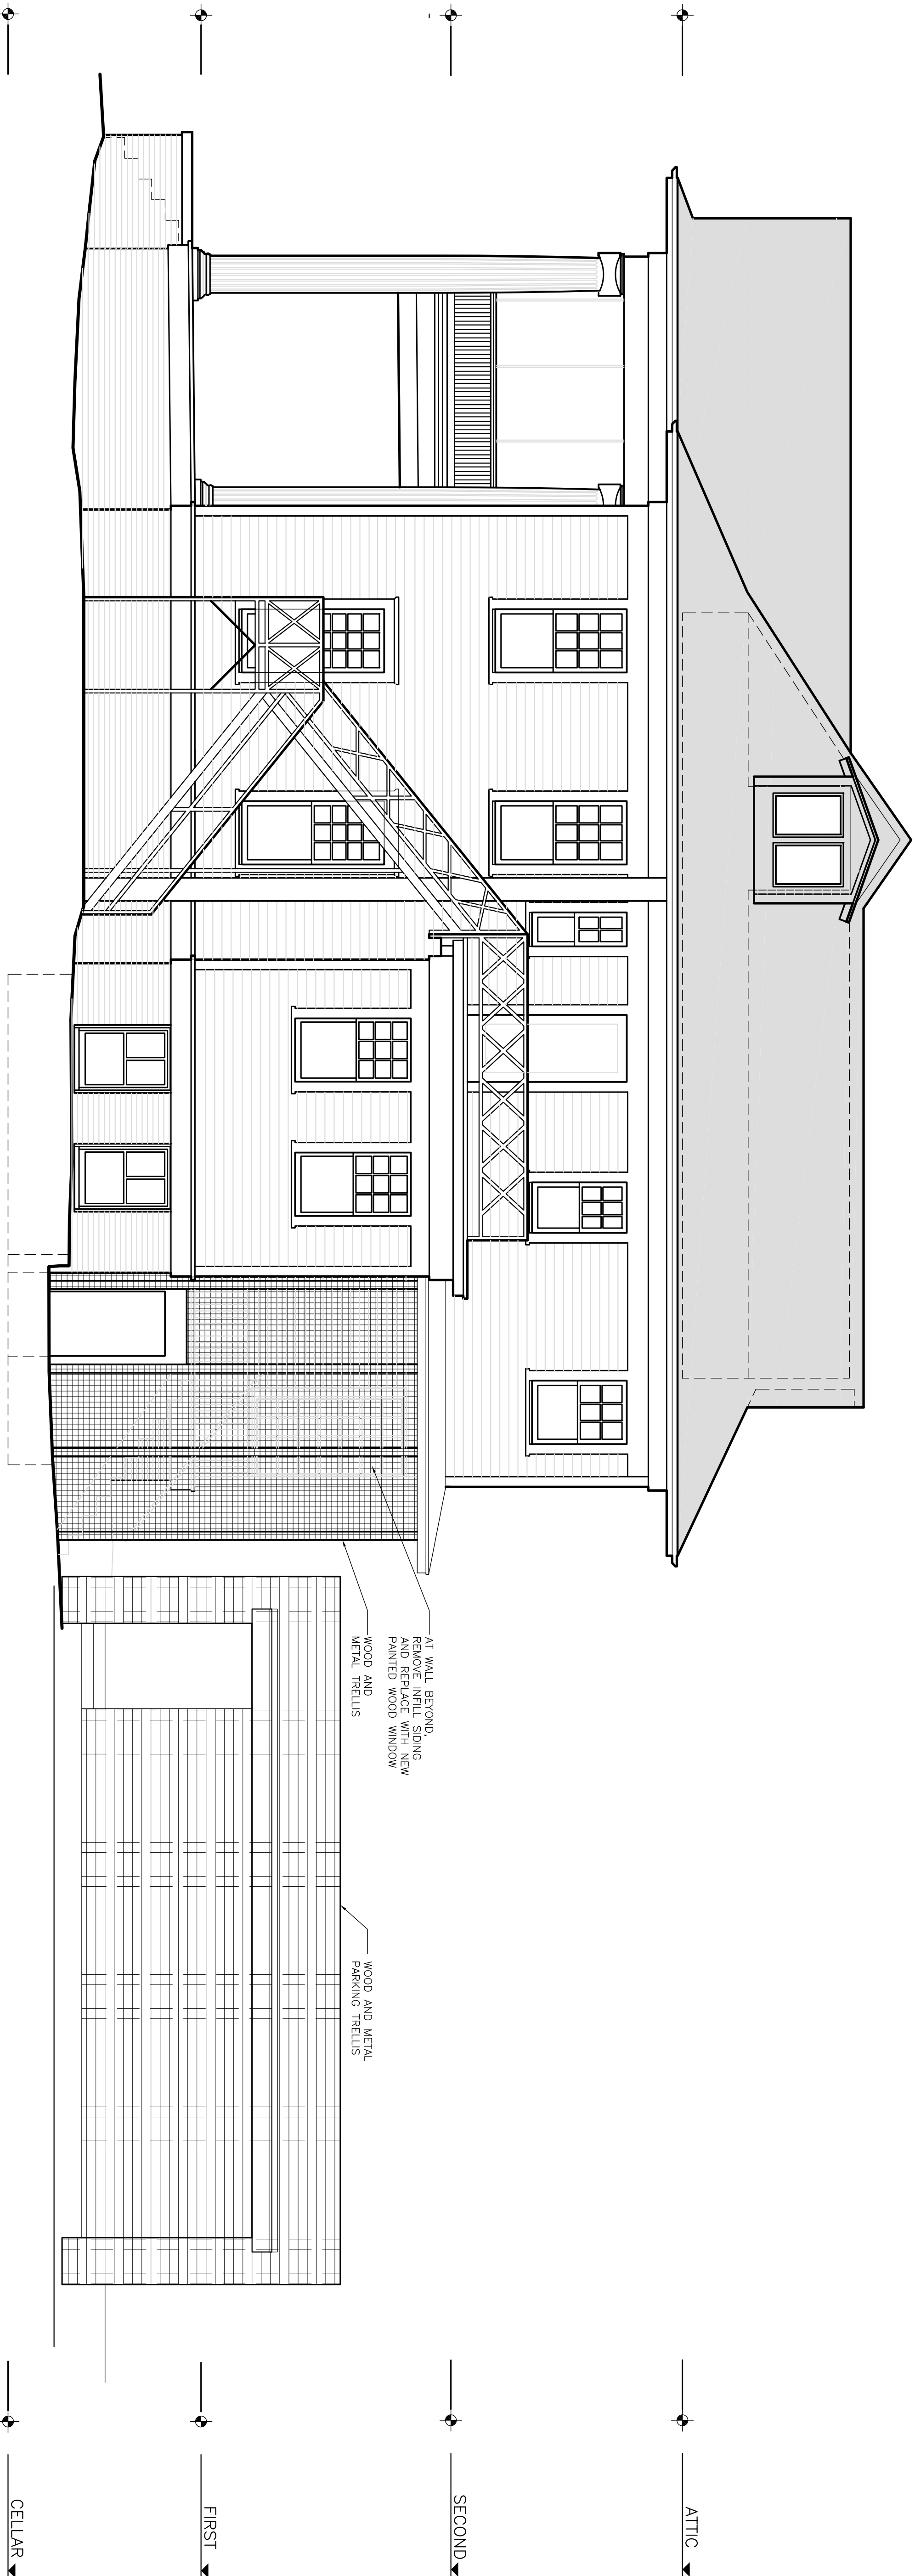 AT WALL BEYOND,
REMOVE INFILL SIDING
AND REPLACE WITH NEW
PAINTED WOOD WINDOW
WOOD AND
METAL TRELLIS
WOOD AND METAL
PARKING TRELLIS
ATTIC
SECOND
FIRST
CELLAR